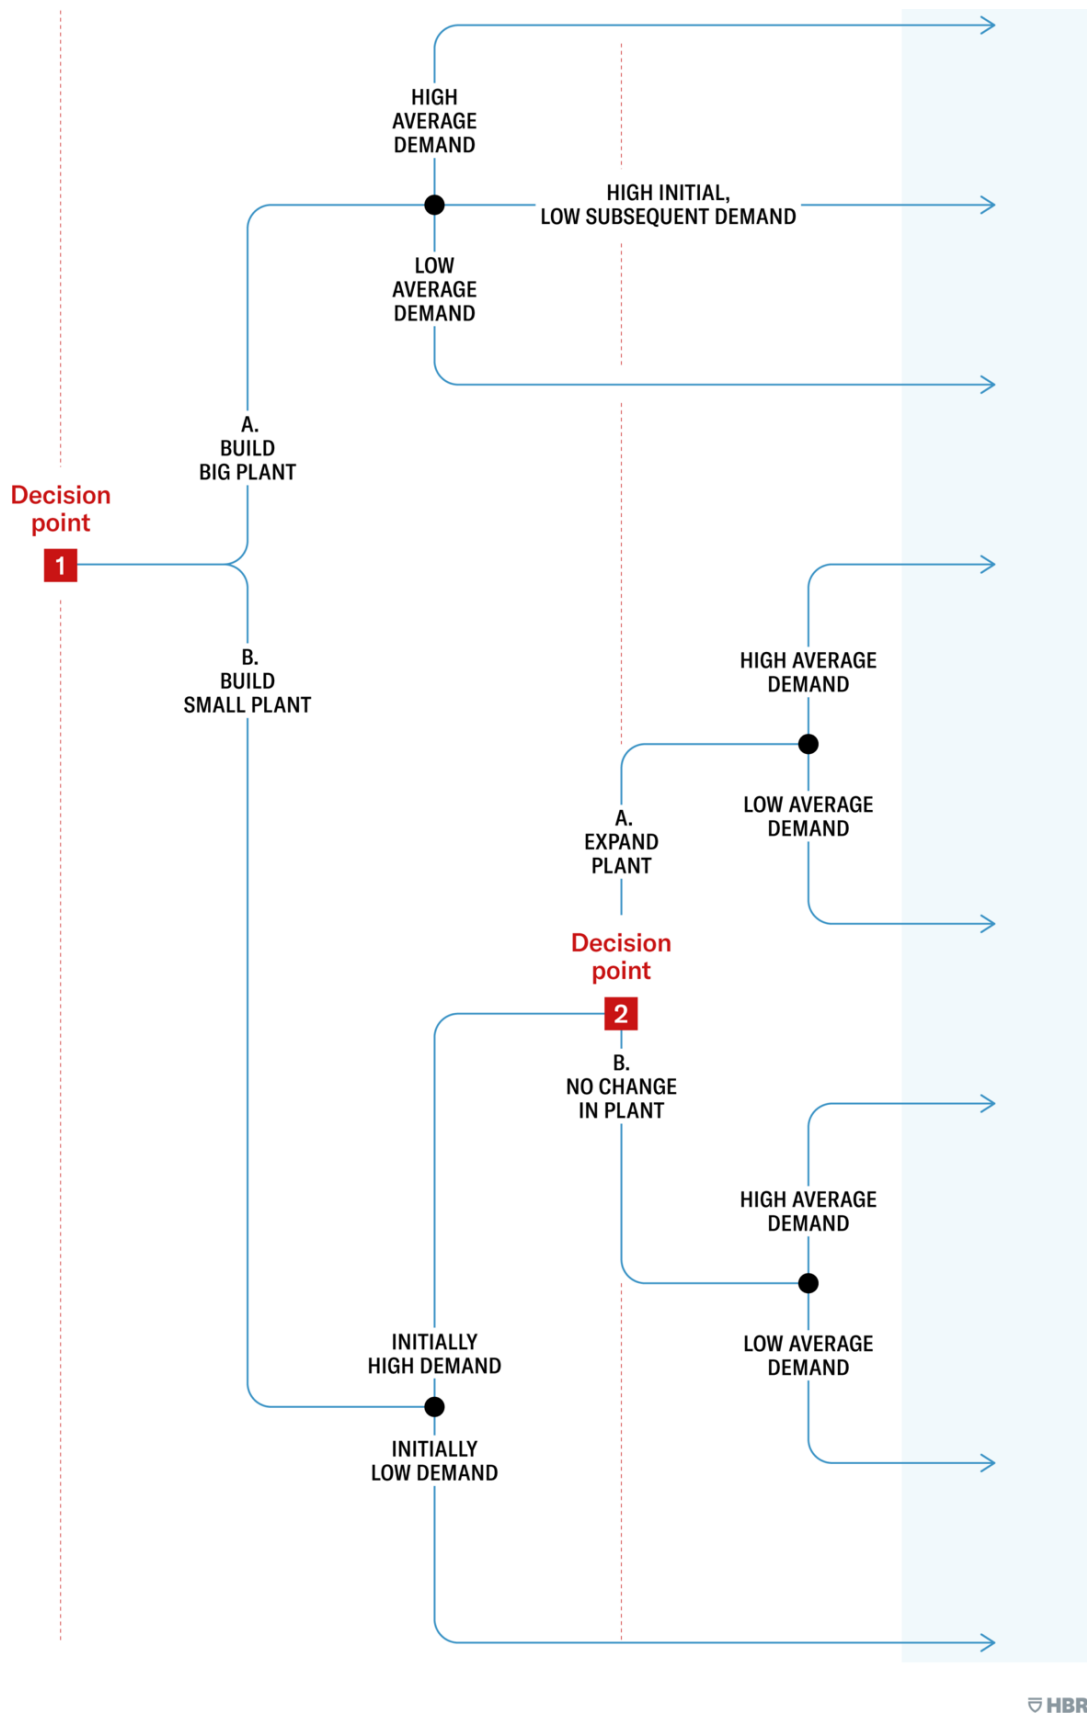 HIGH
AVERAGE
DEMAND
HIGH INITIAL,
LOW SUBSEQUENT DEMAND
LOW
AVERAGE
DEMAND
A.
BUILD
BIG PLANT
Decision
point
1
B.
BUILD
SMALL PLANT
HIGH AVERAGE
DEMAND
LOW AVERAGE
DEMAND
A.
EXPAND
PLANT
Decision
point
2
B.
NO CHANGE
IN PLANT
HIGH AVERAGE
DEMAND
LOW AVERAGE
DEMAND
INITIALLY
HIGH DEMAND
INITIALLY
LOW DEMAND
HBR